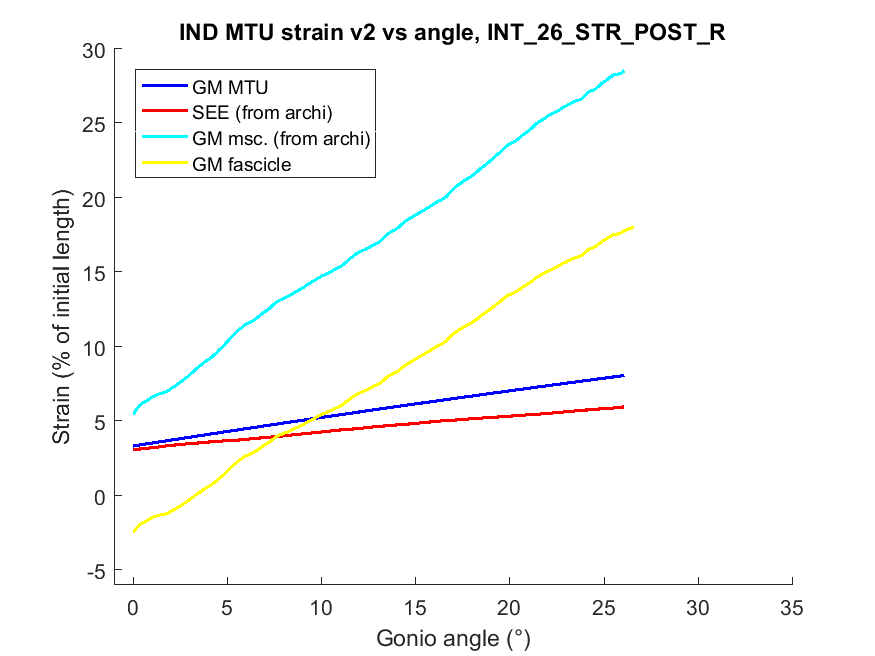 IND MTU strain v2 vs angle, INT_26_STR_POST_R
30
25
20
15
10
5
0
-5
Strain (% of initial length)
GM MTU
SEE (from archi)
GM msc. (from archi)
GM fascicle
0 5 10 15 20 25 30 35
Gonio angle (°)